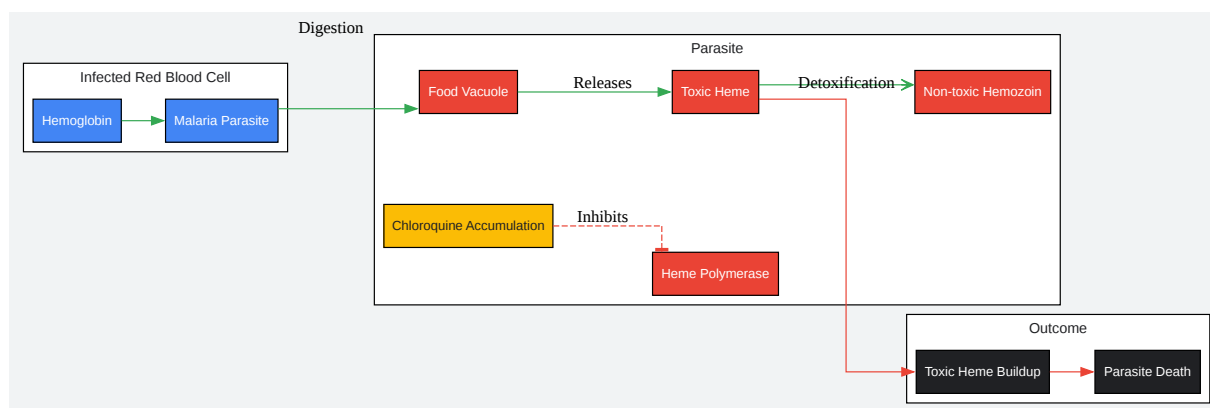 Digestion
Infected Red Blood Cell
Hemoglobin
Malaria Parasite
Parasite
Food Vacuole
Releases
Toxic Heme
Detoxification
Non-toxic Hemozoin
Chloroquine Accumulation
Inhibits
Heme Polymerase
Outcome
Toxic Heme Buildup
Parasite Death